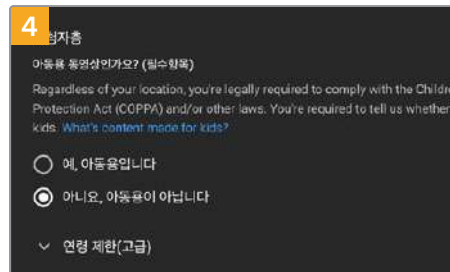 4
청자층
아동용 동영상인가요? (필수항목)
Regardless of your location, you're legally required to comply with the Childre
Protection Act (COPPA) and/or other laws. You're required to tell us whether
kids. What's content made for kids?
예, 아동용입니다
아니요, 아동용이 아닙니다
연령 제한(고급)